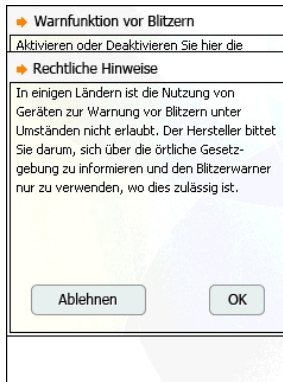 Warnfunktion vor Blitzern
Aktivieren oder Deaktivieren Sie hier die
Rechtliche Hinweise
In einigen Ländern ist die Nutzung von
Geräten zur Warnung vor Blitzern unter
Umständen nicht erlaubt. Der Hersteller bittet
Sie darum, sich über die örtliche Gesetz-
gebung zu informieren und den Blitzerwarner
nur zu verwenden, wo dies zulässig ist.
Ablehnen
OK